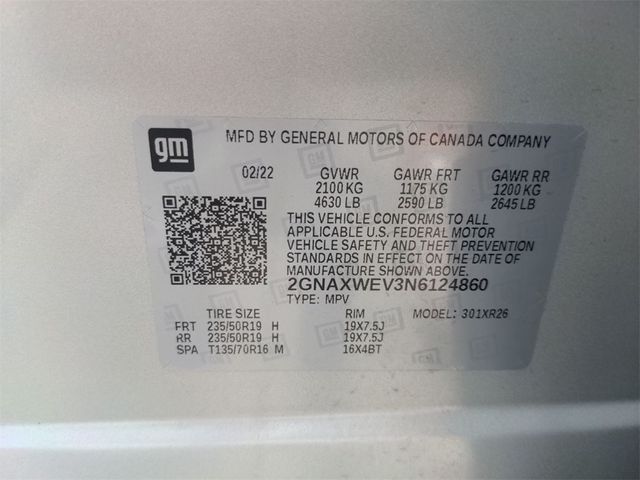 gm
MFD BY GENERAL MOTORS OF CANADA COMPANY
02/22 GVWR GAWR FRT GAWR RR
2100 KG 1175 KG 1200 KG
4630 LB 2590 LB 2645 LB
THIS VEHICLE CONFORMS TO ALL
APPLICABLE U.S. FEDERAL MOTOR
VEHICLE SAFETY AND THEFT PREVENTION
STANDARDS IN EFFECT ON THE DATE OF
MANUFACTURE SHOWN ABOVE.
2GNAXWEV3N6124860
TYPE: MPV
TIRE SIZE RIM MODEL: 301XR26
FRT 235/50R19 H 19X7.5J
RR 235/50R19 H 19X7.5J
SPA T135/70R16 M 16X4BT